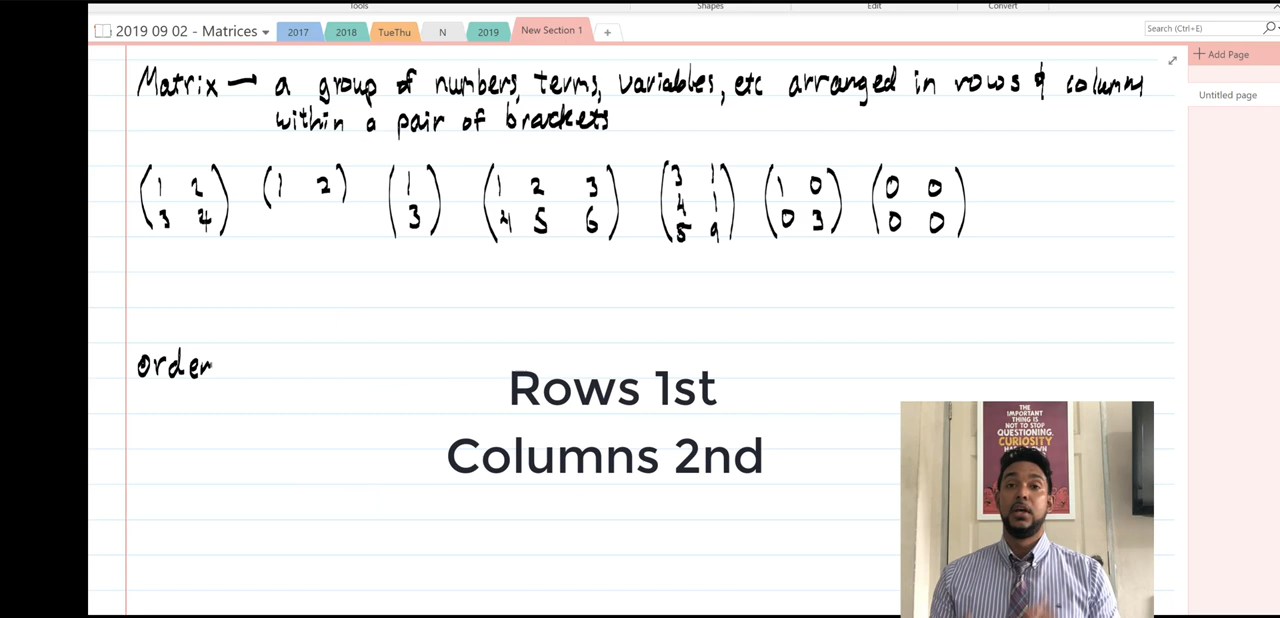 Tools Shapes Edit Convert
2019 09 02 - Matrices 2017 2018 TueThu N 2019 New Section 1 + Search (Ctrl+E)
+ Add Page
Untitled page
Matrix — a group of numbers, terms, variables, etc arranged in rows & columns
within a pair of brackets
(1 2) (1 2) (1) (1 2 3) (3 1) (1 0) (0 0)
(3 4) (3) (4 5 6) (4 1) (0 3) (0 0)
(5 9)
order
Rows 1st
Columns 2nd
THE
IMPORTANT
THING IS
NOT TO STOP
QUESTIONING.
CURIOSITY